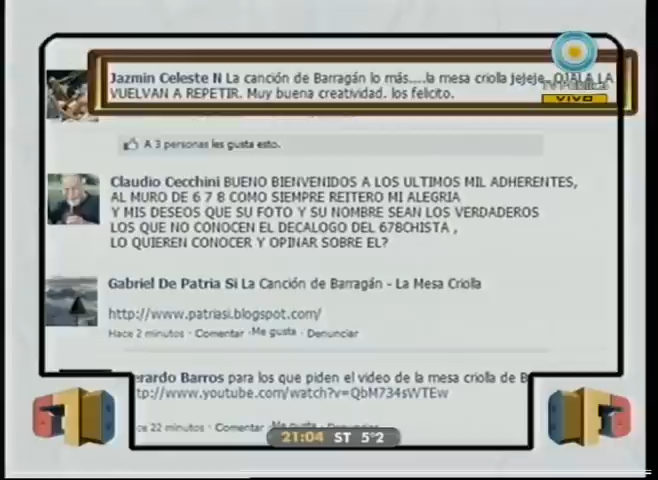 Jazmin Celeste N La canción de Barragán lo más....la mesa criolla jejeje. OJALA LA
VUELVAN A REPETIR. Muy buena creatividad. los felicito.
VIVO
A 3 personas les gusta esto.
Claudio Cecchini BUENO BIENVENIDOS A LOS ULTIMOS MIL ADHERENTES,
AL MURO DE 6 7 8 COMO SIEMPRE REITERO MI ALEGRIA
Y MIS DESEOS QUE SU FOTO Y SU NOMBRE SEAN LOS VERDADEROS
LOS QUE NO CONOCEN EL DECALOGO DEL 678CHISTA ,
LO QUIEREN CONOCER Y OPINAR SOBRE EL?
Gabriel De Patria Si La Canción de Barragán - La Mesa Criolla
http://www.patriasi.blogspot.com/
Hace 2 minutos · Comentar · Me gusta · Denunciar
erardo Barros para los que piden el video de la mesa criolla de B
tp://www.youtube.com/watch?v=QbM734sWTEw
ce 22 minutos · Comentar · Me gusta · Denunciar
21:04 ST 5°2